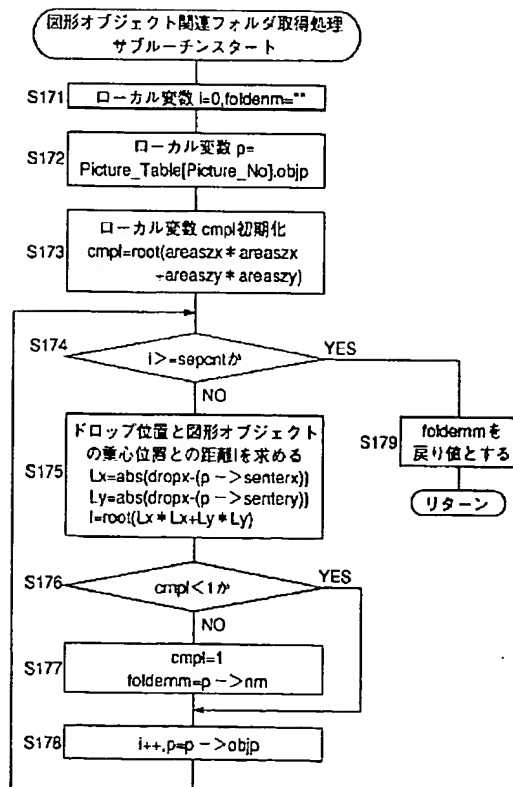 図形オブジェクト関連フォルダ取得処理
サブルーチンスタート
S171
ローカル変数 i=0,foldenm=""
S172
ローカル変数 p=
Picture_Table[Picture_No].objp
S173
ローカル変数 cmpl初期化
cmpl=root(areaszx*areaszx
+areaszy*areaszy)
S174
i>=sepcntか
YES
NO
S175
ドロップ位置と図形オブジェクト
の重心位置との距離lを求める
Lx=abs(dropx-(p->senterx))
Ly=abs(dropx-(p->sentery))
l=root(Lx*Lx+Ly*Ly)
S179
foldernmを
戻り値とする
リターン
S176
cmpl<1か
YES
NO
S177
cmpl=1
foldernm=p->nm
S178
i++,p=p->objp